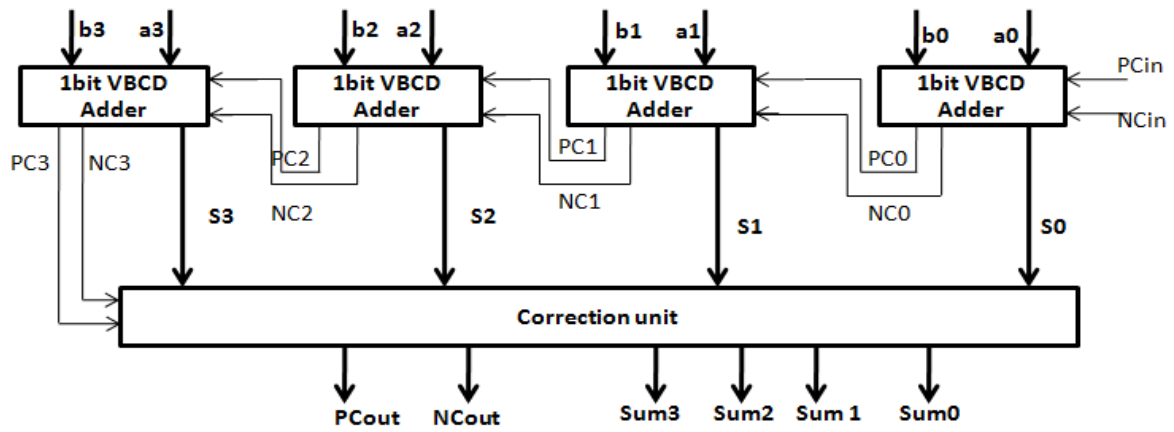 b3 a3 b2 a2 b1 a1 b0 a0
1bit VBCD Adder
1bit VBCD Adder
1bit VBCD Adder
1bit VBCD Adder
PCin
NCin
PC3 NC3 PC2 PC1 PC0
NC2 NC1 NC0
S3 S2 S1 S0
Correction unit
PCout NCout Sum3 Sum2 Sum 1 Sum0